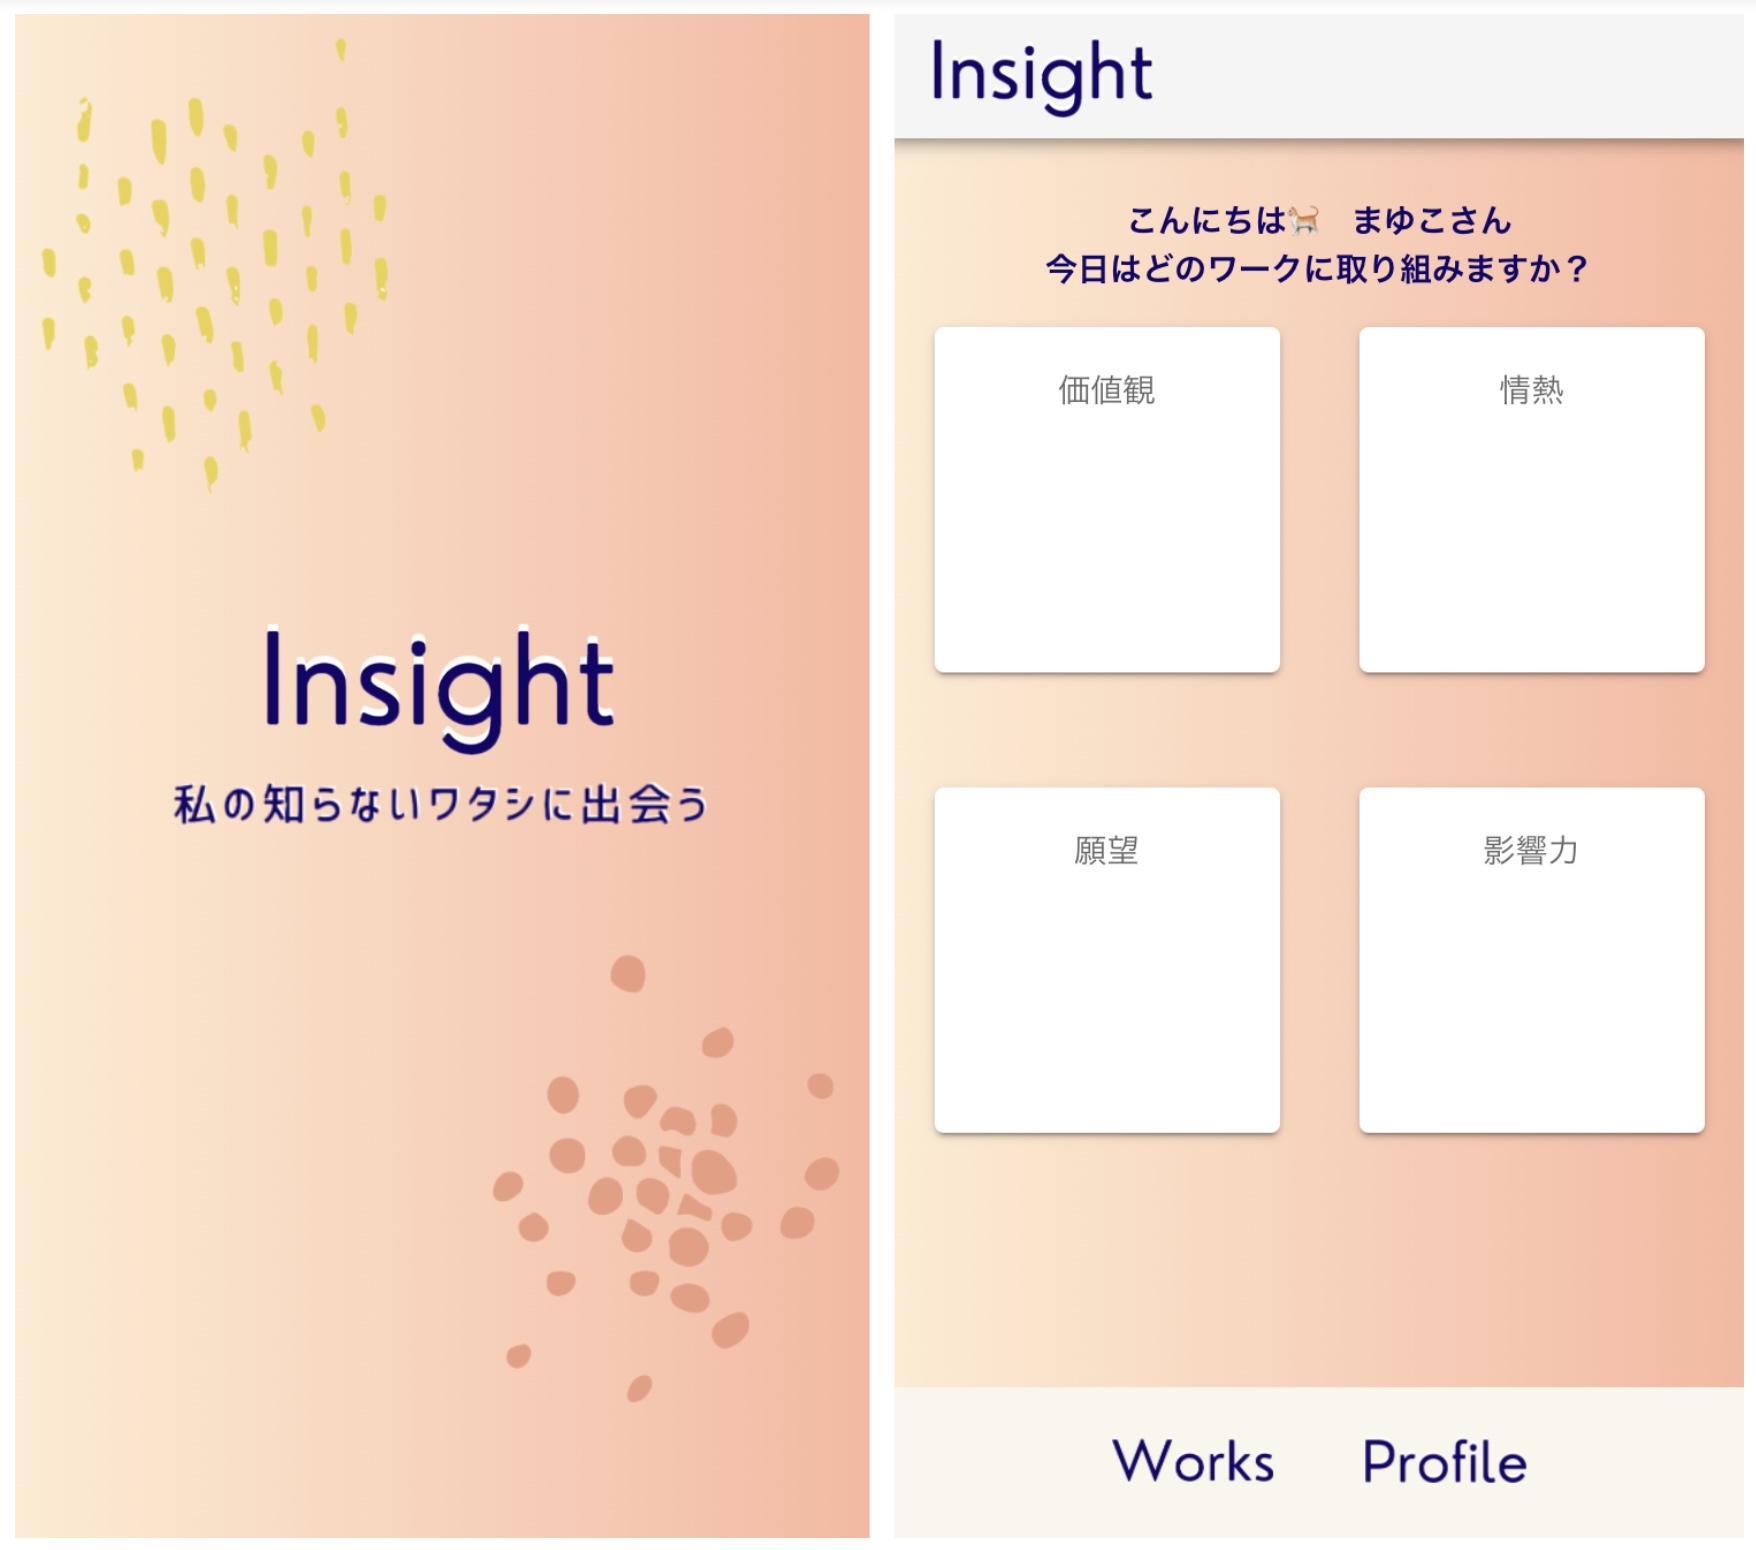 Insight
私の知らないワタシに出会う
Insight
こんにちは🐈　まゆこさん
今日はどのワークに取り組みますか？
価値観
情熱
願望
影響力
Works
Profile